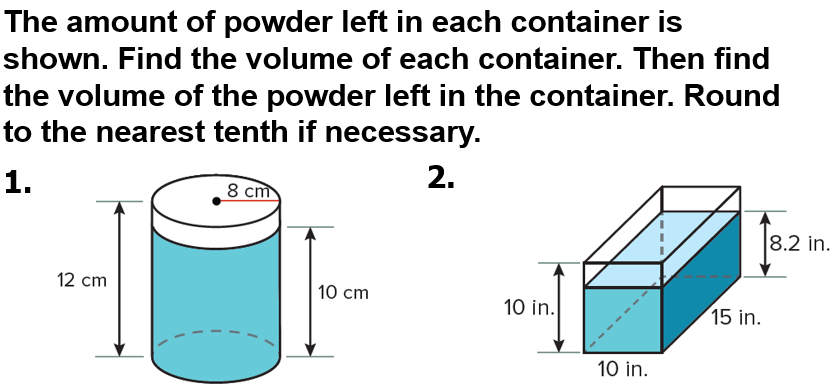 The amount of powder left in each container is
shown. Find the volume of each container. Then find
the volume of the powder left in the container. Round
to the nearest tenth if necessary.
1.
8 cm
12 cm
10 cm
2.
8.2 in.
10 in.
15 in.
10 in.